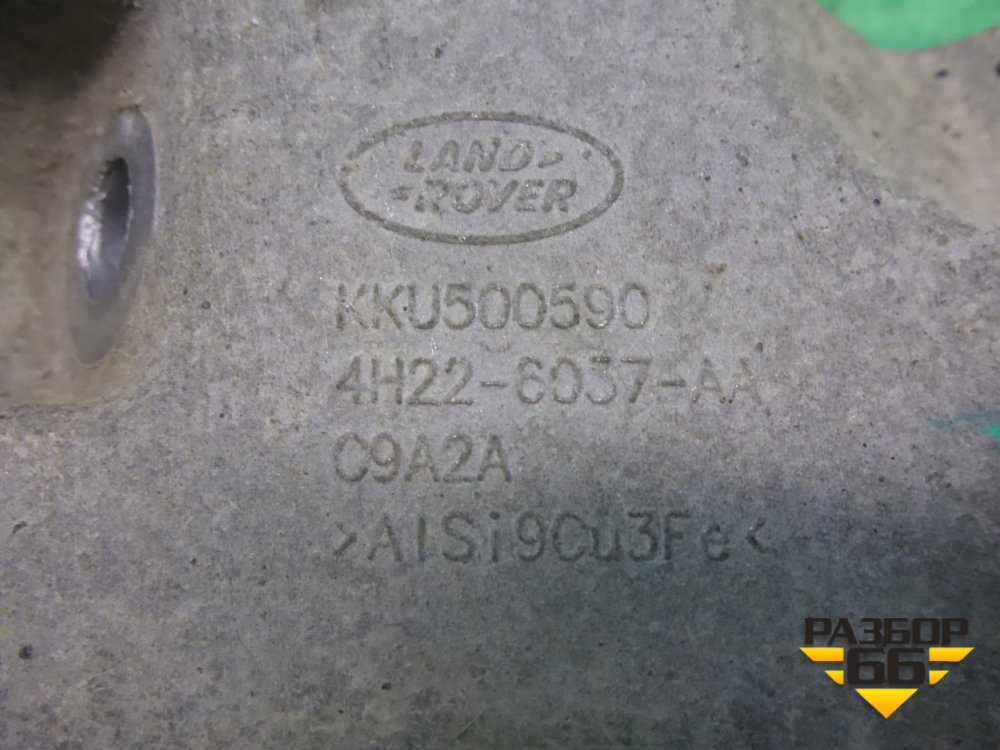 LAND>
<ROVER
KKU500590
4H22-6037-AA
C9A2A
>AlSi9Cu3Fe<
РАЗБОР
66